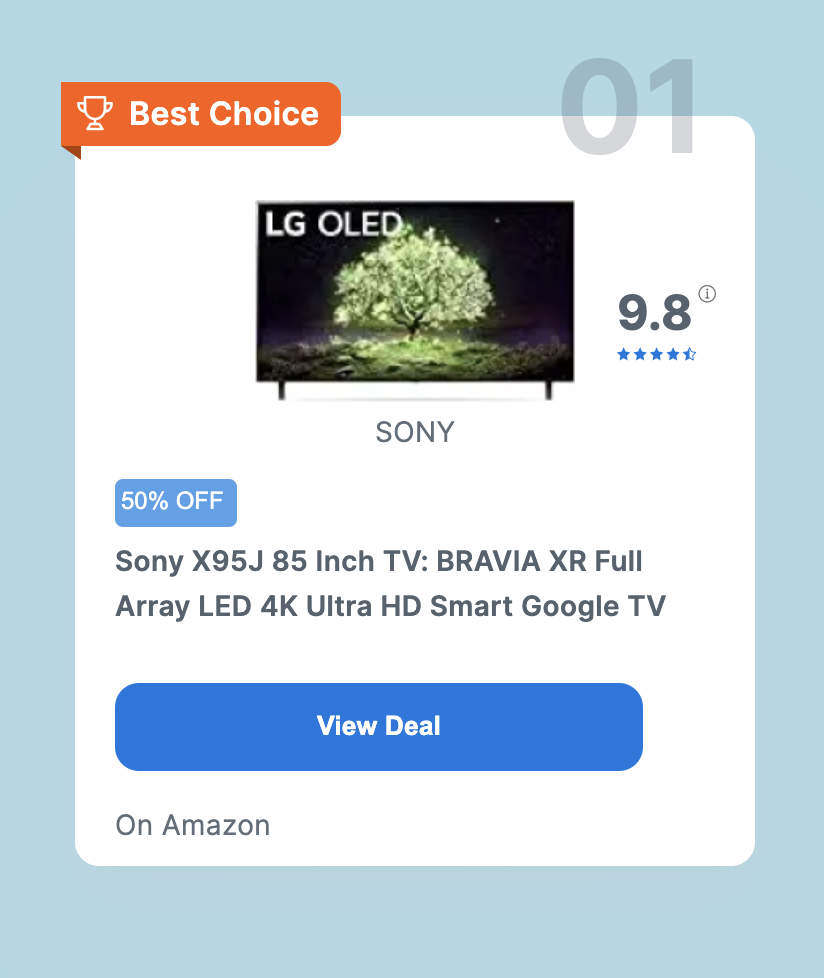 01
Best Choice
LG OLED
9.8
SONY
50% OFF
Sony X95J 85 Inch TV: BRAVIA XR Full
Array LED 4K Ultra HD Smart Google TV
View Deal
On Amazon